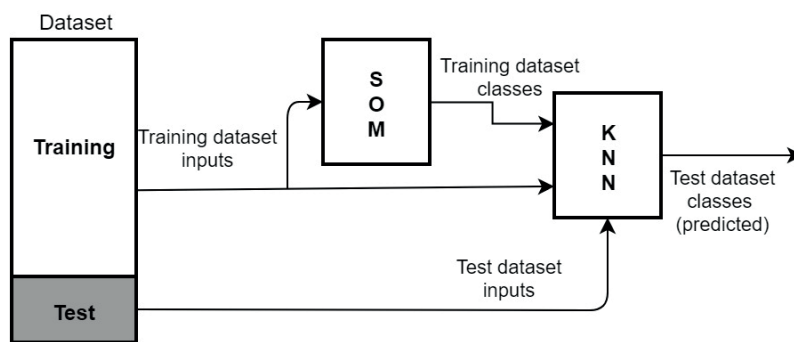 Dataset
Training
Test
Training dataset
inputs
S
O
M
Training dataset
classes
K
N
N
Test dataset
inputs
Test dataset
classes
(predicted)